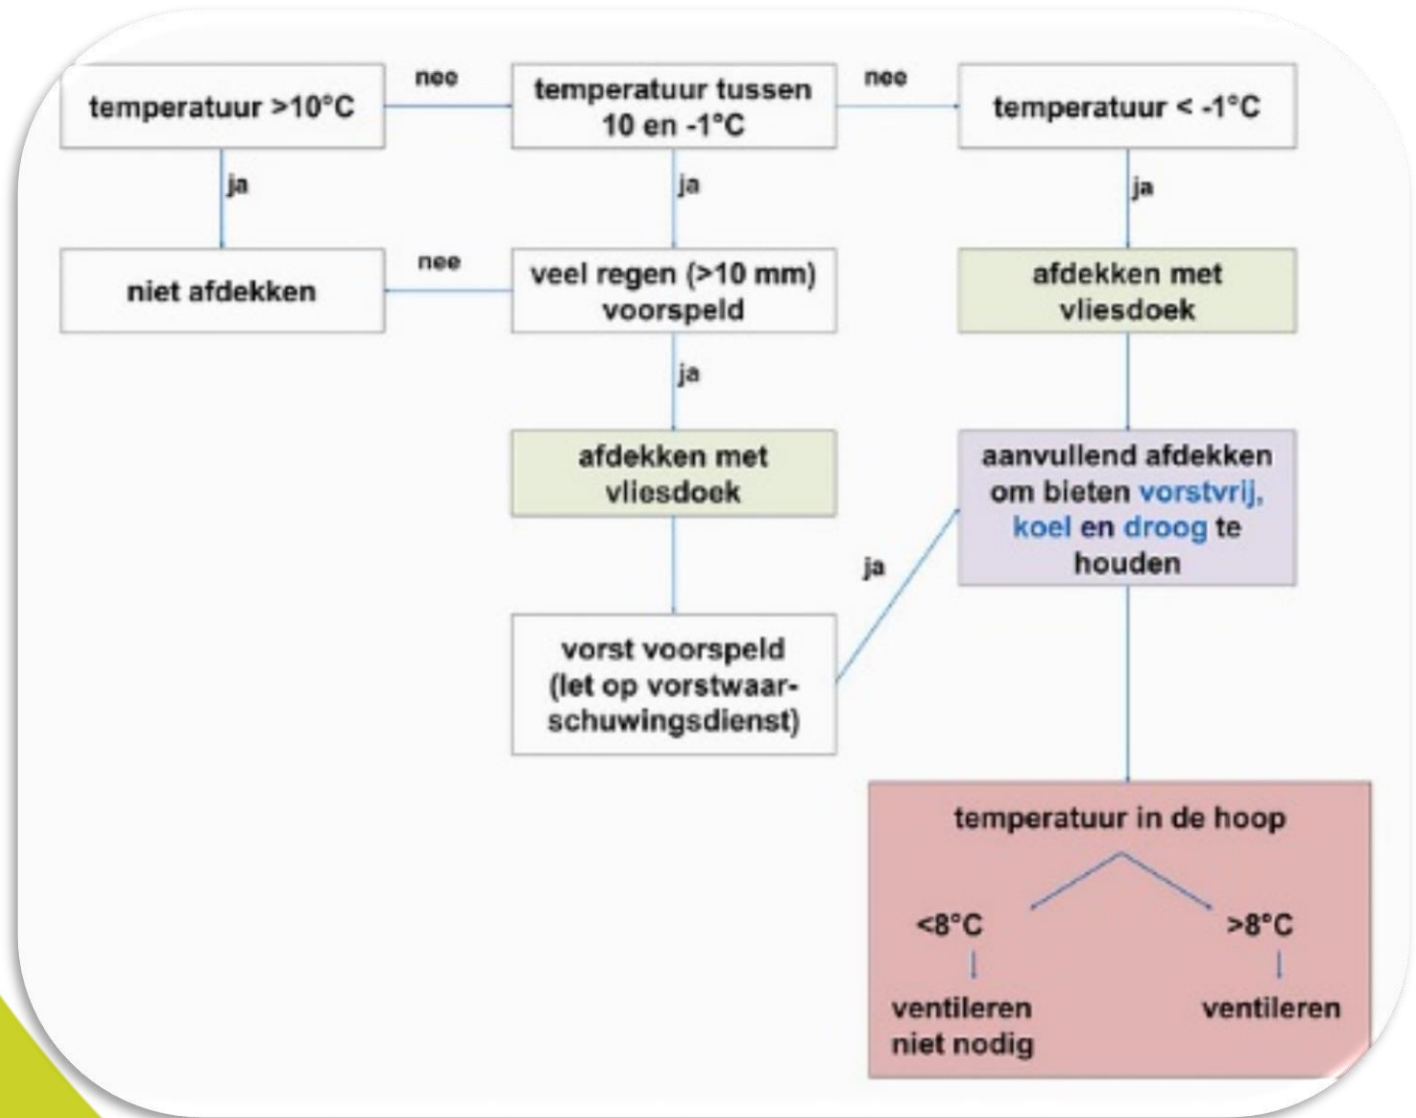 temperatuur >10°C
nee
temperatuur tussen
10 en -1°C
nee
temperatuur < -1°C
ja
ja
ja
niet afdekken
nee
veel regen (>10 mm)
voorspeld
afdekken met
vliesdoek
ja
afdekken met
vliesdoek
aanvullend afdekken
om bieten vorstvrij,
koel en droog te
houden
ja
vorst voorspeld
(let op vorstwaar-
schuwingsdienst)
temperatuur in de hoop
<8°C
>8°C
ventileren
niet nodig
ventileren